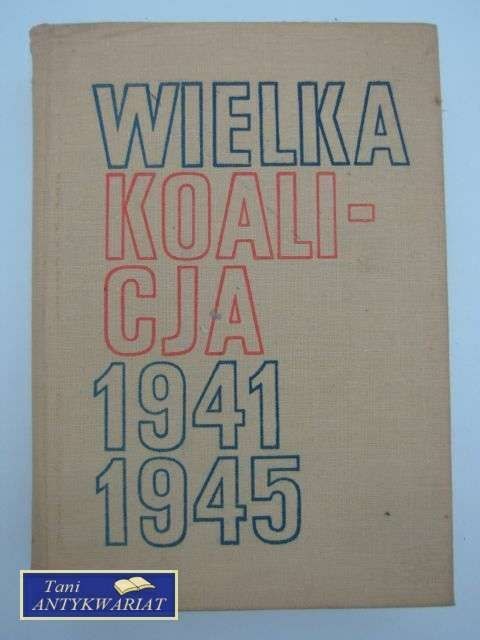 WIELKA
KOALI-
CJA
1941
1945
Tani
ANTYKWARIAT